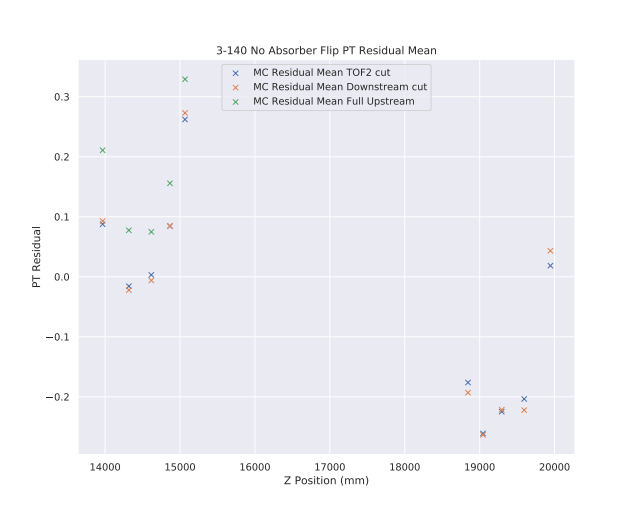 3-140 No Absorber Flip PT Residual Mean
MC Residual Mean TOF2 cut
MC Residual Mean Downstream cut
MC Residual Mean Full Upstream
PT Residual
0.3
0.2
0.1
0.0
−0.1
−0.2
14000 15000 16000 17000 18000 19000 20000
Z Position (mm)